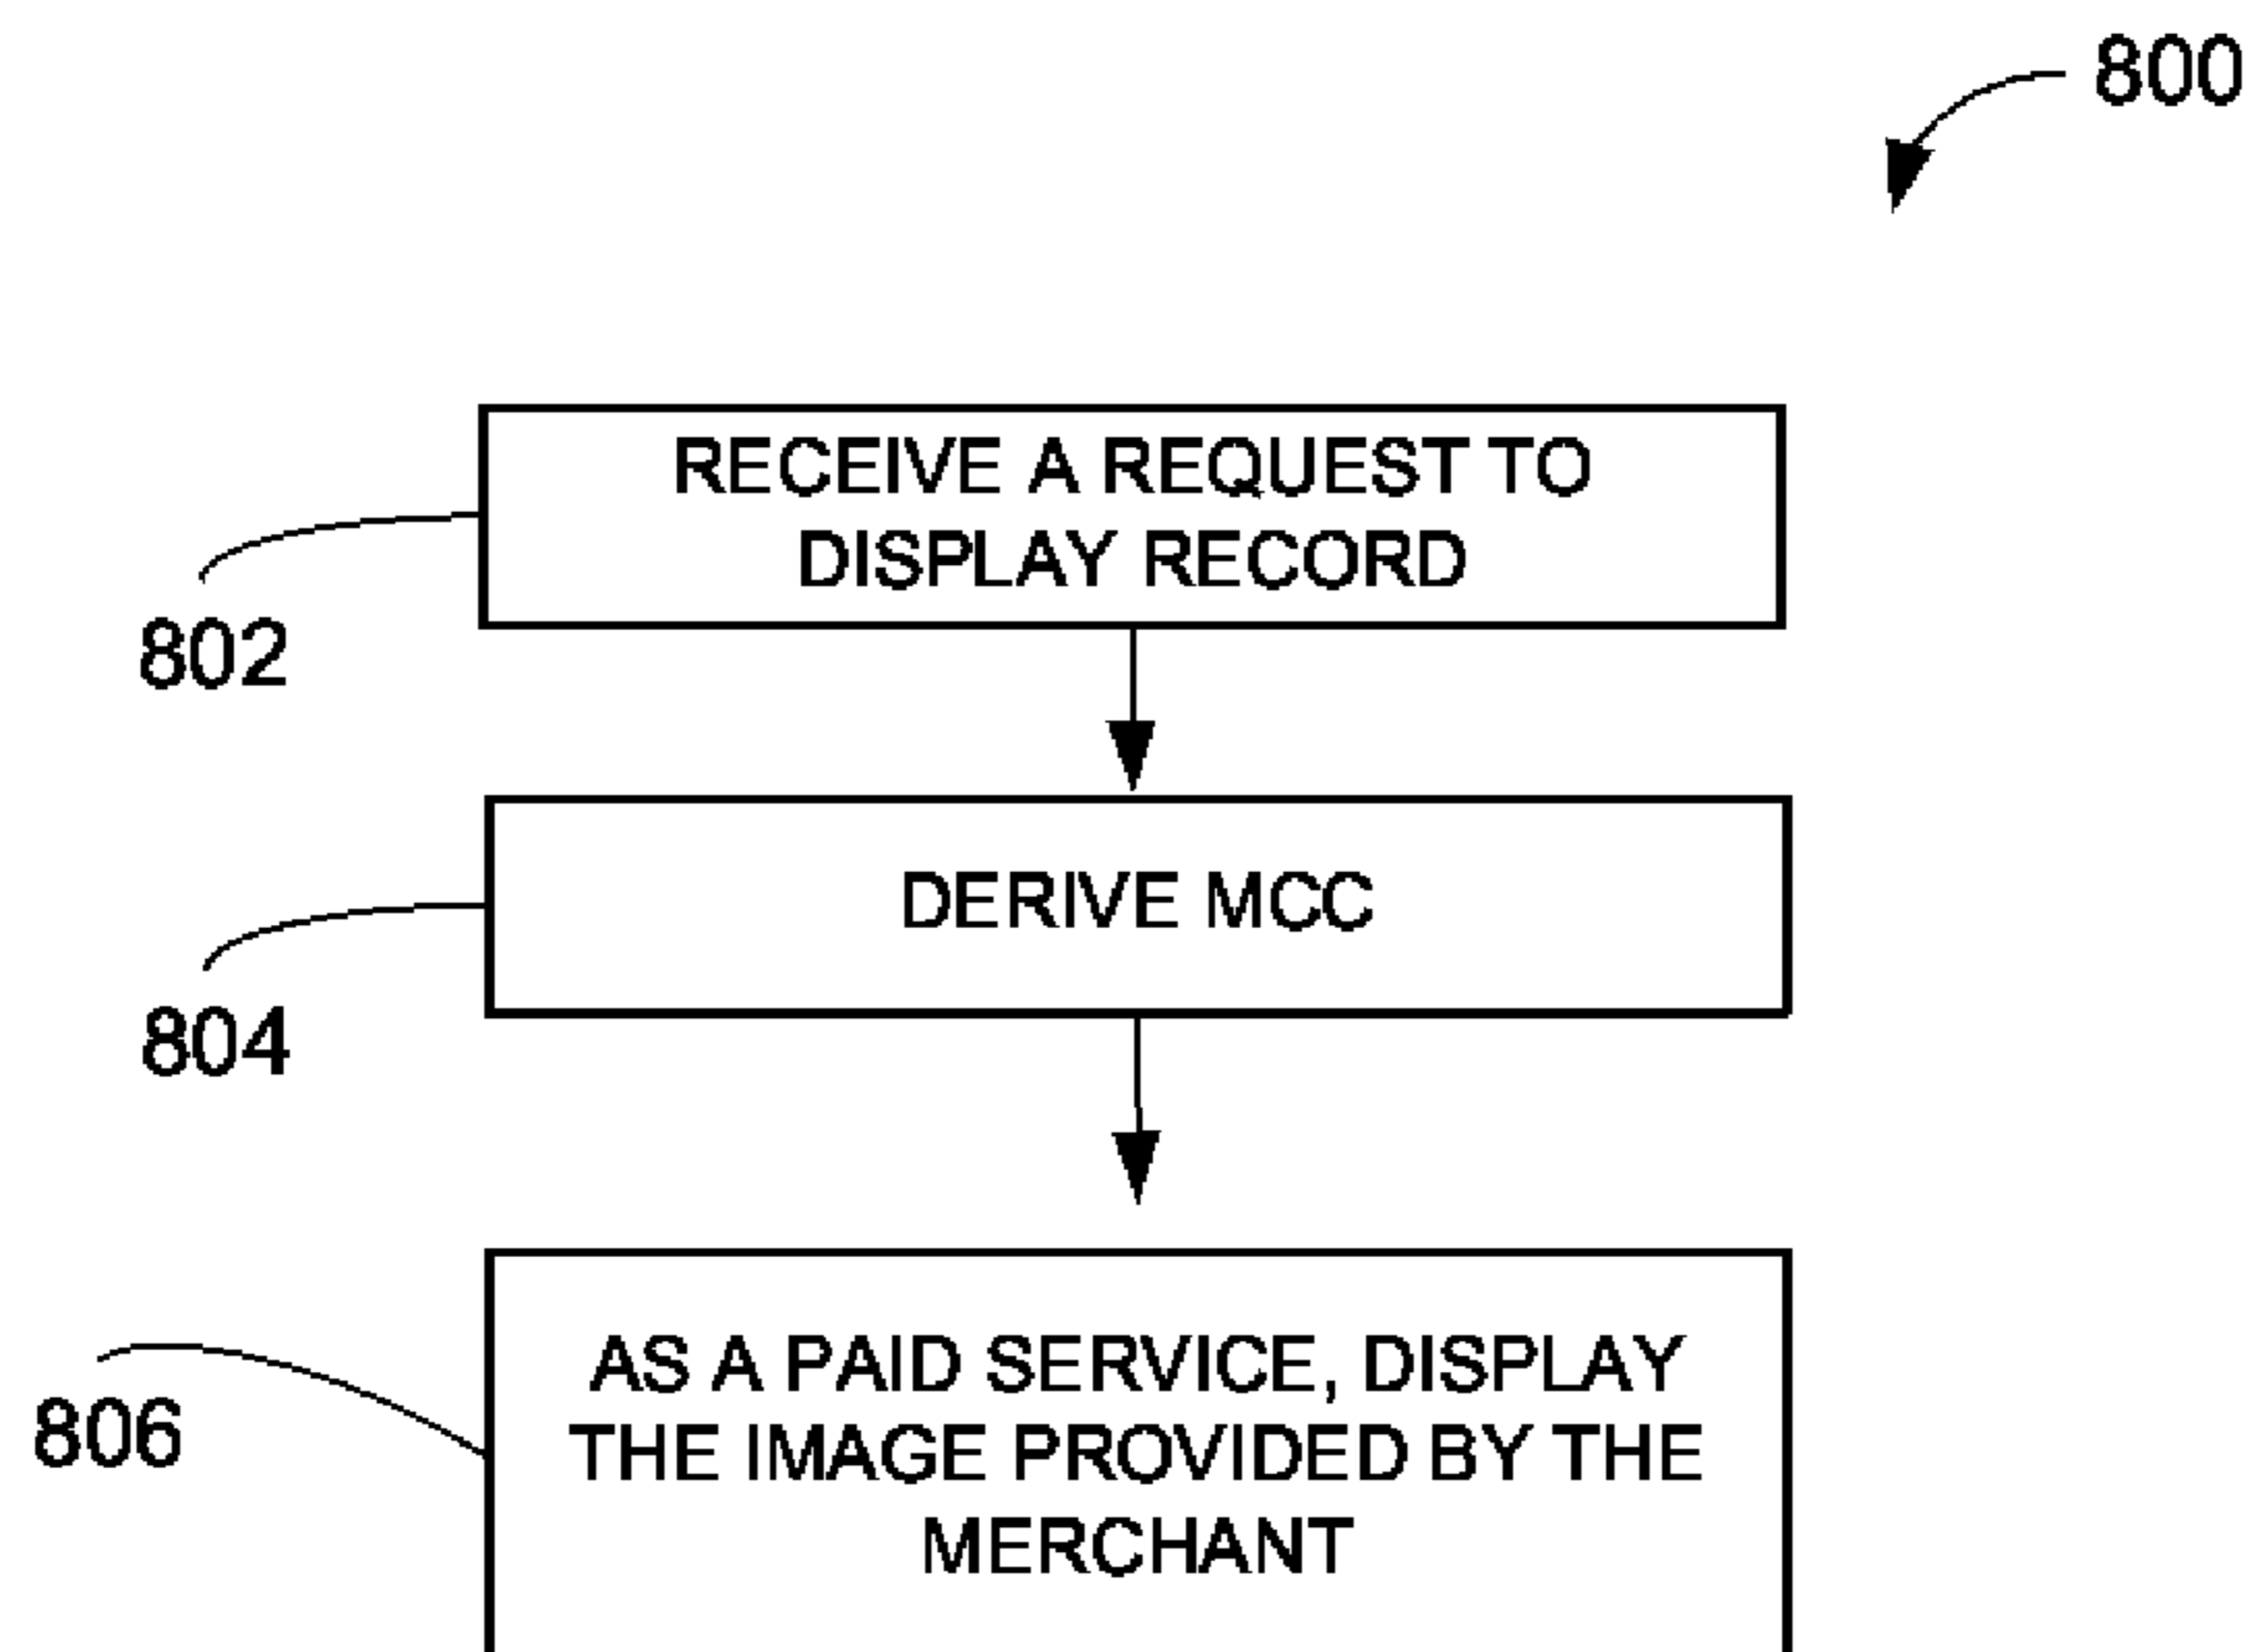 800
RECEIVE A REQUEST TO
DISPLAY RECORD
802
DERIVE MCC
804
AS A PAID SERVICE, DISPLAY
THE IMAGE PROVIDED BY THE
MERCHANT
806